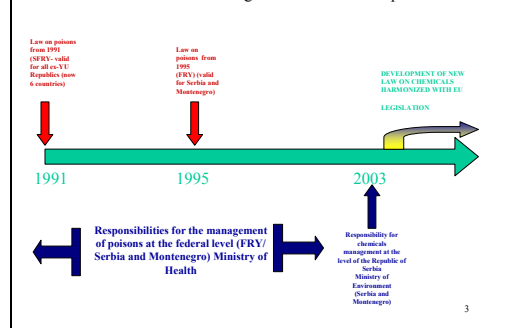 Law on poisons
from 1991
(SFRY- valid
for all ex-YU
Republics (now
6 countries)
Law on
poisons from
1995
(FRY) (valid
for Serbia and
Montenegro)
DEVELOPMENT OF NEW
LAW ON CHEMICALS
HARMONIZED WITH EU
LEGISLATION
1991
1995
2003
Responsibilities for the management
of poisons at the federal level (FRY/
Serbia and Montenegro) Ministry of
Health
Responsibility for
chemicals
management at the
level of the Republic of
Serbia
Ministry of
Environment
(Serbia and
Montenegro)
3